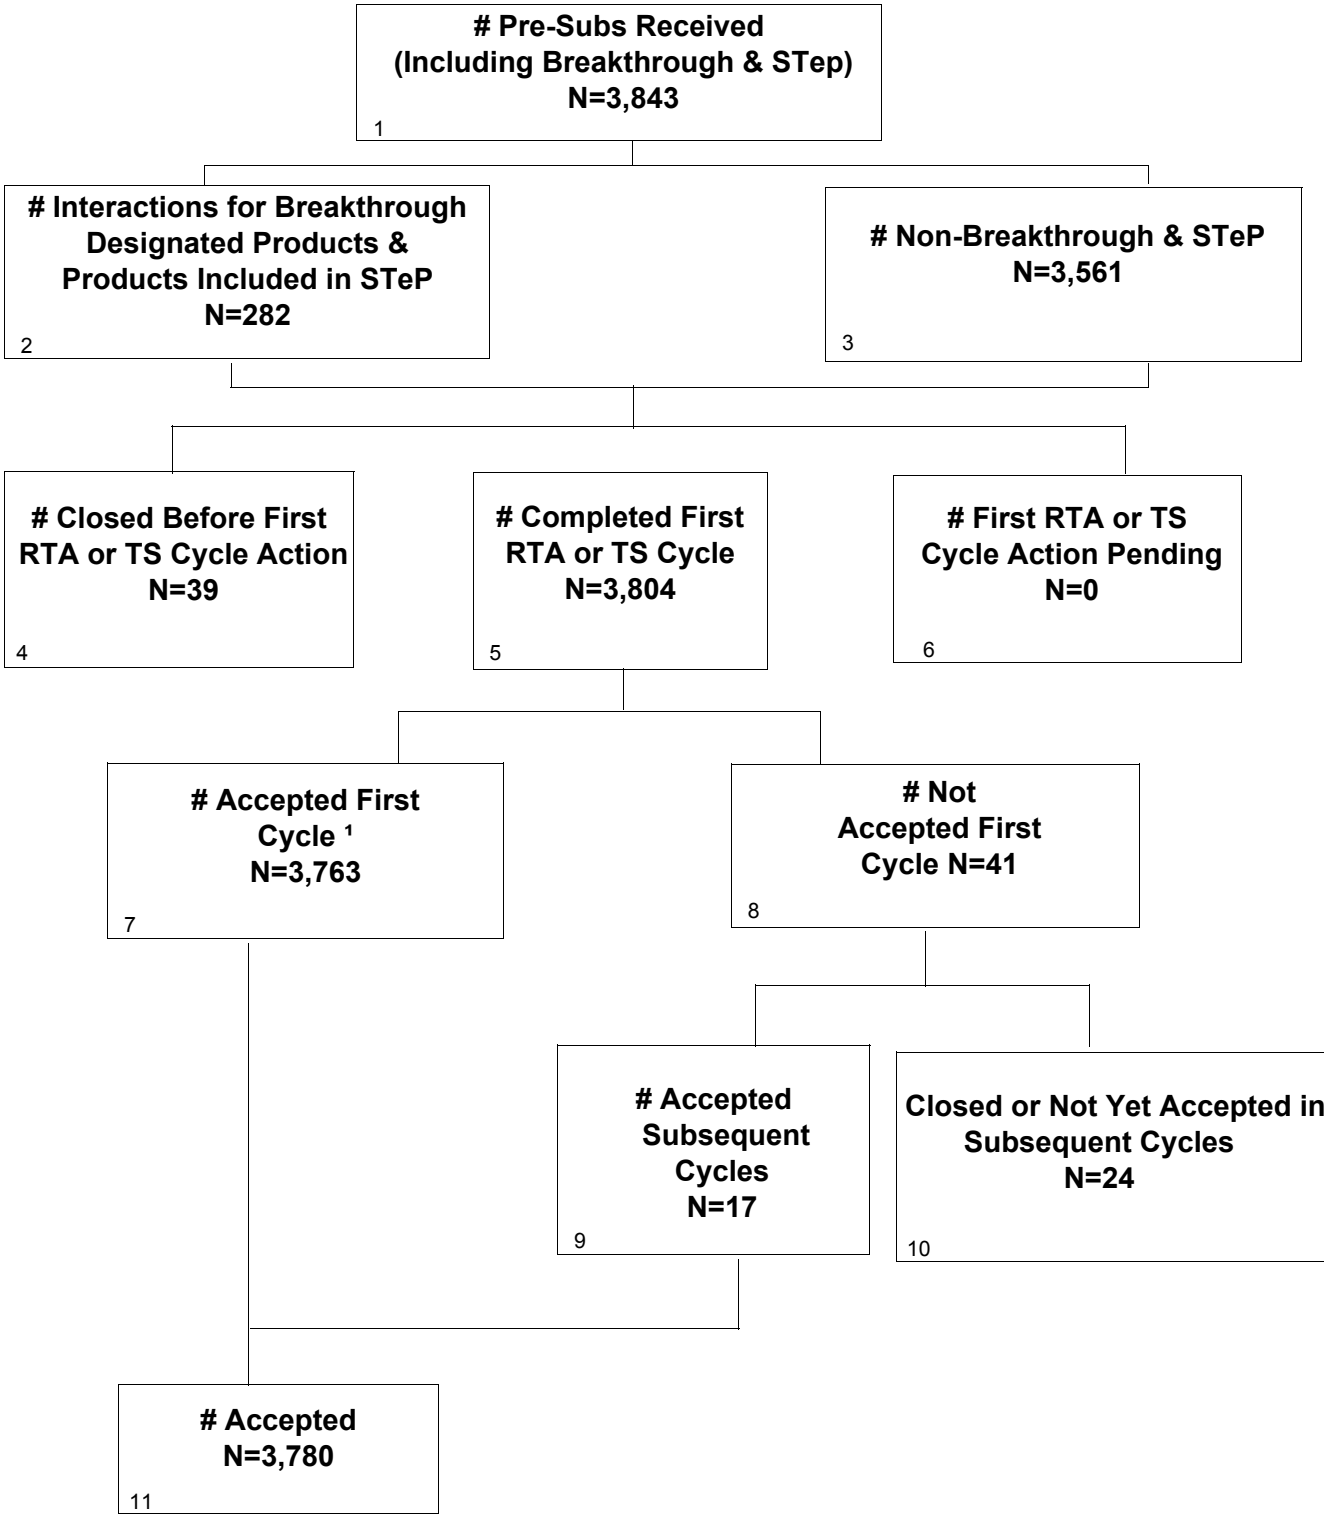 # Pre-Subs Received
(Including Breakthrough & STep)
N=3,843
1
# Interactions for Breakthrough
Designated Products &
Products Included in STeP
N=282
2
# Non-Breakthrough & STeP
N=3,561
3
# Closed Before First
RTA or TS Cycle Action
N=39
4
# Completed First
RTA or TS Cycle
N=3,804
5
# First RTA or TS
Cycle Action Pending
N=0
6
# Accepted First
Cycle ¹
N=3,763
7
# Not
Accepted First
Cycle N=41
8
# Accepted
Subsequent
Cycles
N=17
9
Closed or Not Yet Accepted in
Subsequent Cycles
N=24
10
# Accepted
N=3,780
11